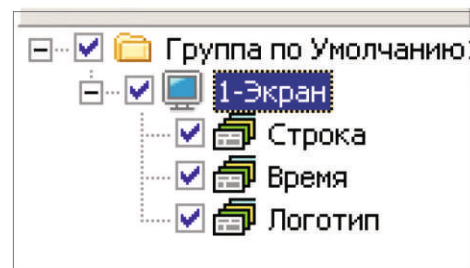 Группа по Умолчанию:
1-Экран
Строка
Время
Логотип